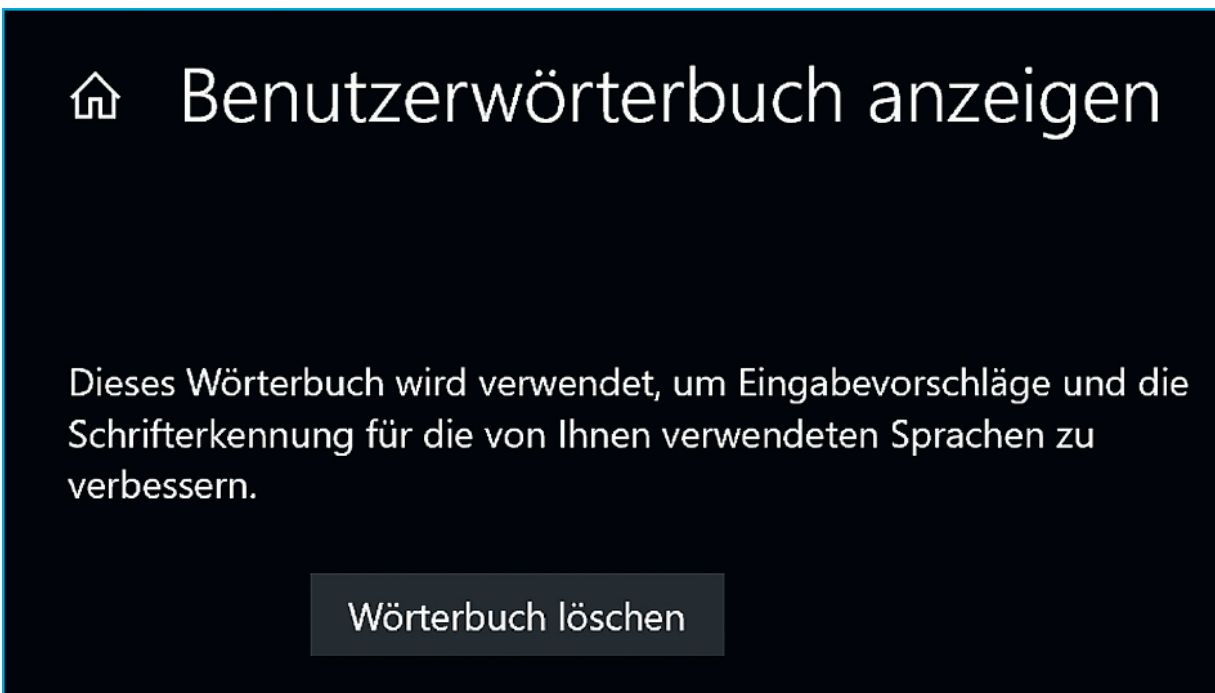 Benutzerwörterbuch anzeigen
Dieses Wörterbuch wird verwendet, um Eingabevorschläge und die
Schrifterkennung für die von Ihnen verwendeten Sprachen zu
verbessern.
Wörterbuch löschen